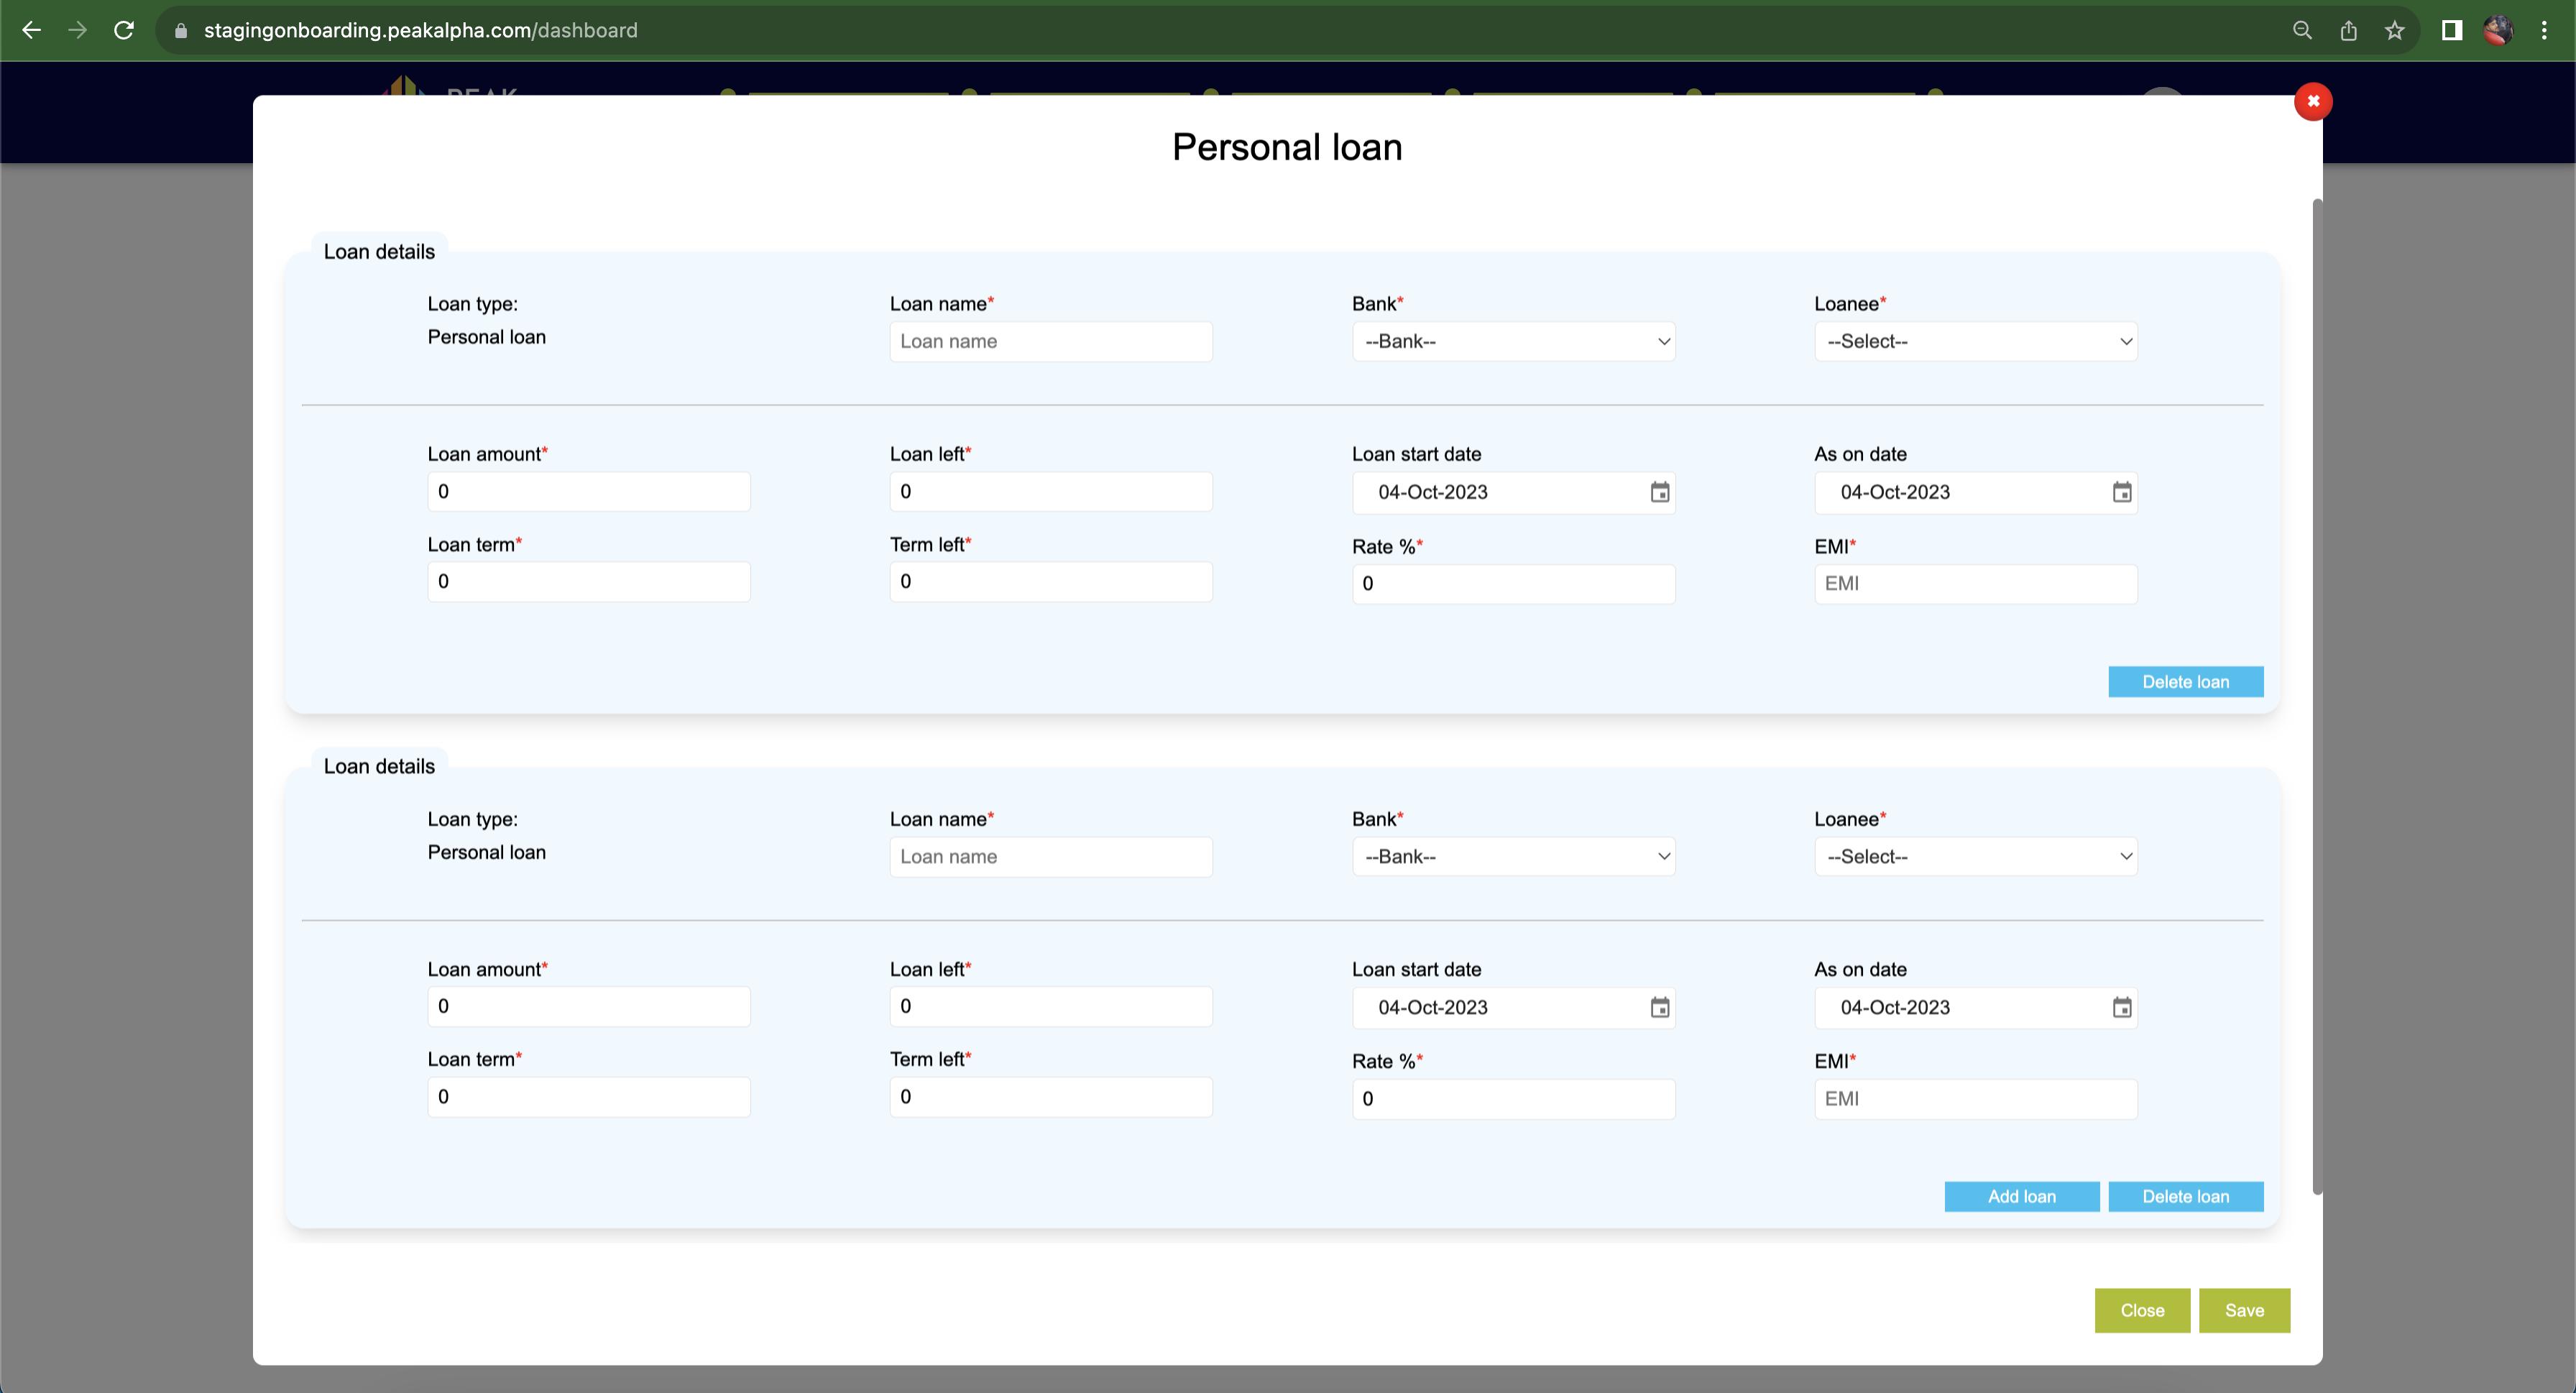 stagingonboarding.peakalpha.com/dashboard
PEAK
Personal loan
Loan details
Loan type: Loan name* Bank* Loanee*
Personal loan Loan name --Bank-- --Select--
Loan amount* Loan left* Loan start date As on date
0 0 04-Oct-2023 04-Oct-2023
Loan term* Term left* Rate %* EMI*
0 0 0 EMI
Delete loan
Loan details
Loan type: Loan name* Bank* Loanee*
Personal loan Loan name --Bank-- --Select--
Loan amount* Loan left* Loan start date As on date
0 0 04-Oct-2023 04-Oct-2023
Loan term* Term left* Rate %* EMI*
0 0 0 EMI
Add loan Delete loan
Close Save